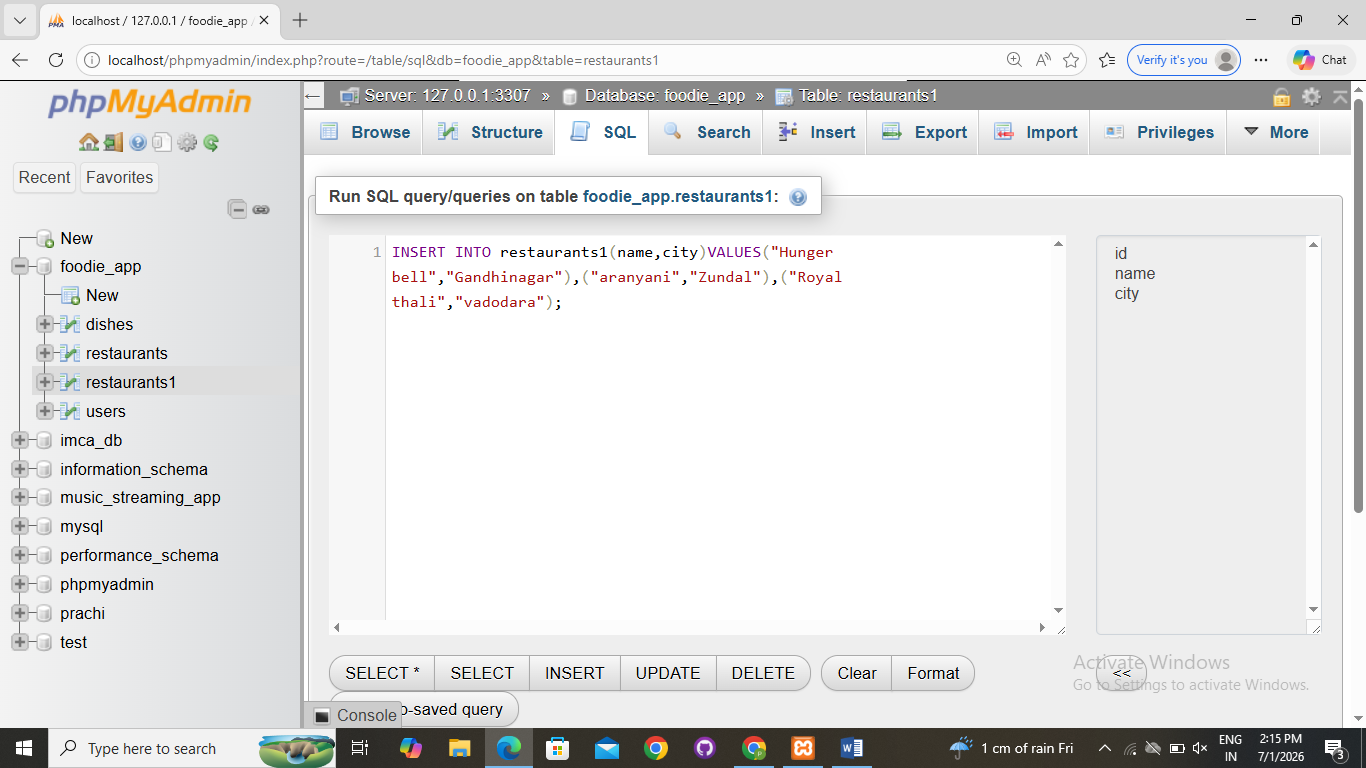 localhost / 127.0.0.1 / foodie_app
localhost/phpmyadmin/index.php?route=/table/sql&db=foodie_app&table=restaurants1
Verify it's you
Chat
phpMyAdmin
Recent
Favorites
New
foodie_app
New
dishes
restaurants
restaurants1
users
imca_db
information_schema
music_streaming_app
mysql
performance_schema
phpmyadmin
prachi
test
Server: 127.0.0.1:3307 » Database: foodie_app » Table: restaurants1
Browse
Structure
SQL
Search
Insert
Export
Import
Privileges
More
Run SQL query/queries on table foodie_app.restaurants1:
1 INSERT INTO restaurants1(name,city)VALUES("Hunger
bell","Gandhinagar"),("aranyani","Zundal"),("Royal
thali","vadodara");
id
name
city
SELECT *
SELECT
INSERT
UPDATE
DELETE
Clear
Format
<<
Activate Windows
Go to Settings to activate Windows.
Console
o-saved query
Type here to search
1 cm of rain Fri
ENG
IN
2:15 PM
7/1/2026
3